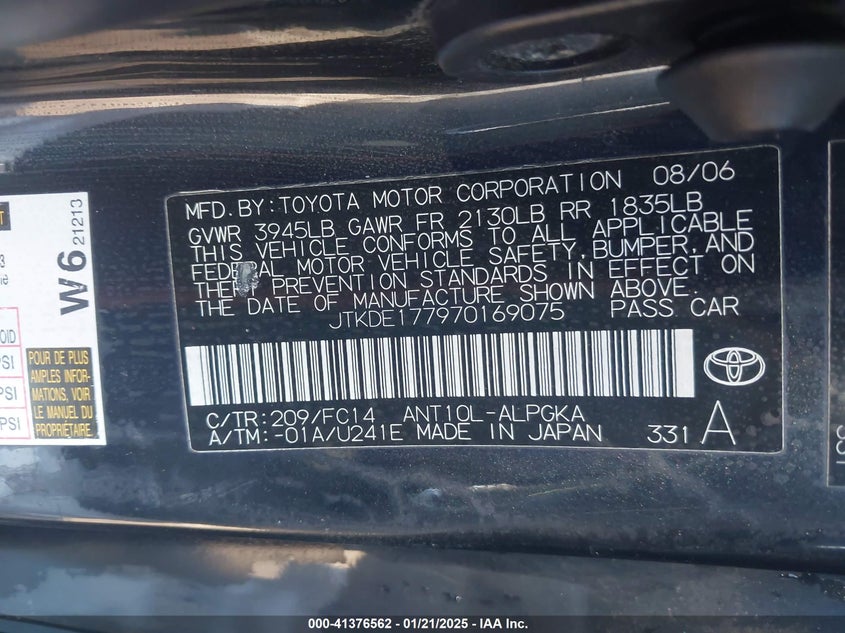 MFD. BY: TOYOTA MOTOR CORPORATION 08/06
GVWR 3945LB GAWR FR 2130LB RR 1835LB
THIS VEHICLE CONFORMS TO ALL APPLICABLE
FEDERAL MOTOR VEHICLE SAFETY, BUMPER, AND
THEFT PREVENTION STANDARDS IN EFFECT ON
THE DATE OF MANUFACTURE SHOWN ABOVE.
JTKDE177970169075 PASS CAR
C/TR: 209/FC14 ANT10L-ALPGKA
A/TM: -01A/U241E MADE IN JAPAN 331 A
W6
21213
PSI
PSI
PSI
POUR DE PLUS
AMPLES INFOR-
MATIONS, VOIR
LE MANUEL DU
PROPRIÉTAIRE.
000-41376562 / 01/21/2025 - IAA Inc.